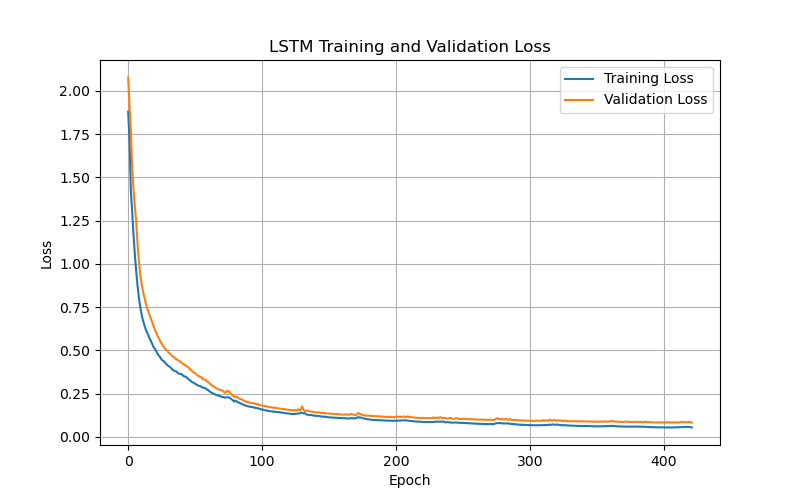 LSTM Training and Validation Loss
Training Loss
Validation Loss
2.00
1.75
1.50
1.25
1.00
0.75
0.50
0.25
0.00
Loss
0
100
200
300
400
Epoch